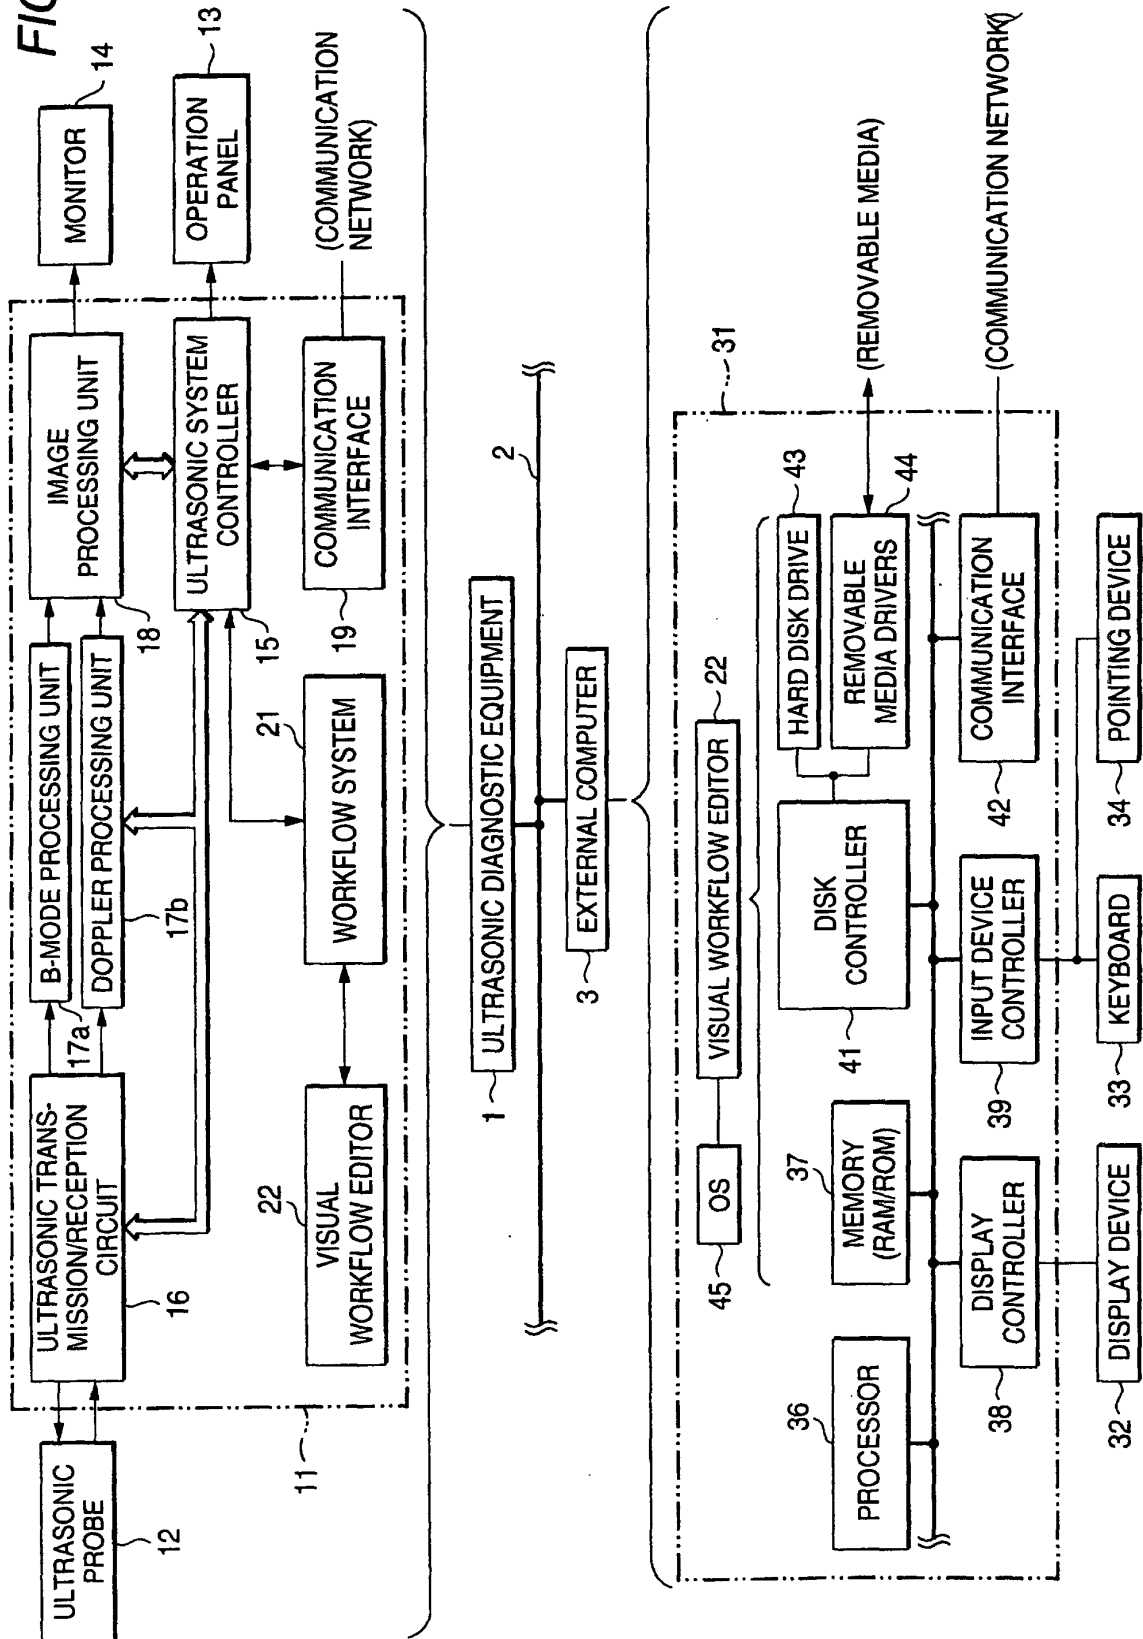 FIG
ULTRASONIC
PROBE
12
11
ULTRASONIC TRANS-
MISSION/RECEPTION
CIRCUIT
16
B-MODE PROCESSING UNIT
17a
DOPPLER PROCESSING UNIT
17b
IMAGE
PROCESSING UNIT
18
MONITOR
14
ULTRASONIC SYSTEM
CONTROLLER
15
OPERATION
PANEL
13
VISUAL
WORKFLOW EDITOR
22
WORKFLOW SYSTEM
21
COMMUNICATION
INTERFACE
19
(COMMUNICATION
NETWORK)
ULTRASONIC DIAGNOSTIC EQUIPMENT
1
2
EXTERNAL COMPUTER
3
31
OS
45
VISUAL WORKFLOW EDITOR
22
PROCESSOR
36
MEMORY
(RAM/ROM)
37
DISK
CONTROLLER
41
HARD DISK DRIVE
43
REMOVABLE
MEDIA DRIVERS
44
(REMOVABLE MEDIA)
DISPLAY
CONTROLLER
38
INPUT DEVICE
CONTROLLER
39
COMMUNICATION
INTERFACE
42
(COMMUNICATION NETWORK)
DISPLAY DEVICE
32
KEYBOARD
33
POINTING DEVICE
34